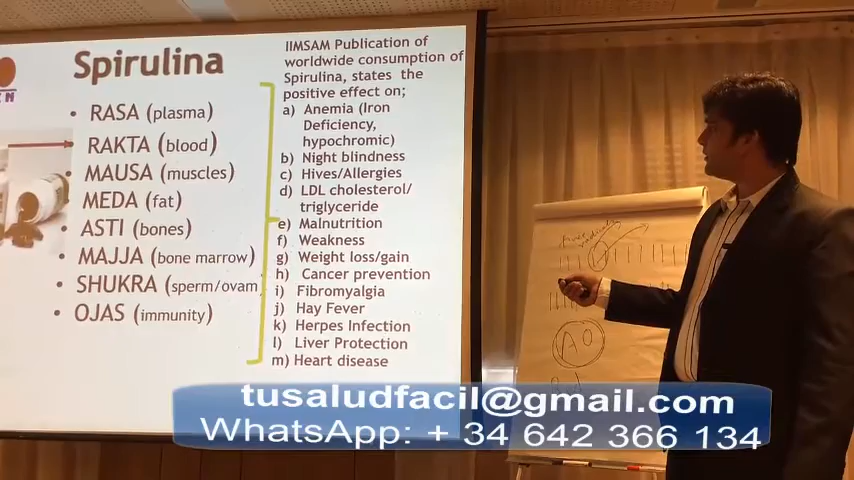 Spirulina
• RASA (plasma)
• RAKTA (blood)
• MAUSA (muscles)
• MEDA (fat)
• ASTI (bones)
• MAJJA (bone marrow)
• SHUKRA (sperm/ovam)
• OJAS (immunity)
IIMSAM Publication of
worldwide consumption of
Spirulina, states the
positive effect on;
a) Anemia (Iron
Deficiency,
hypochromic)
b) Night blindness
c) Hives/Allergies
d) LDL cholesterol/
triglyceride
e) Malnutrition
f) Weakness
g) Weight loss/gain
h) Cancer prevention
i) Fibromyalgia
j) Hay Fever
k) Herpes Infection
l) Liver Protection
m) Heart disease
Free
radicals
AO
tusaludfacil@gmail.com
WhatsApp: + 34 642 366 134